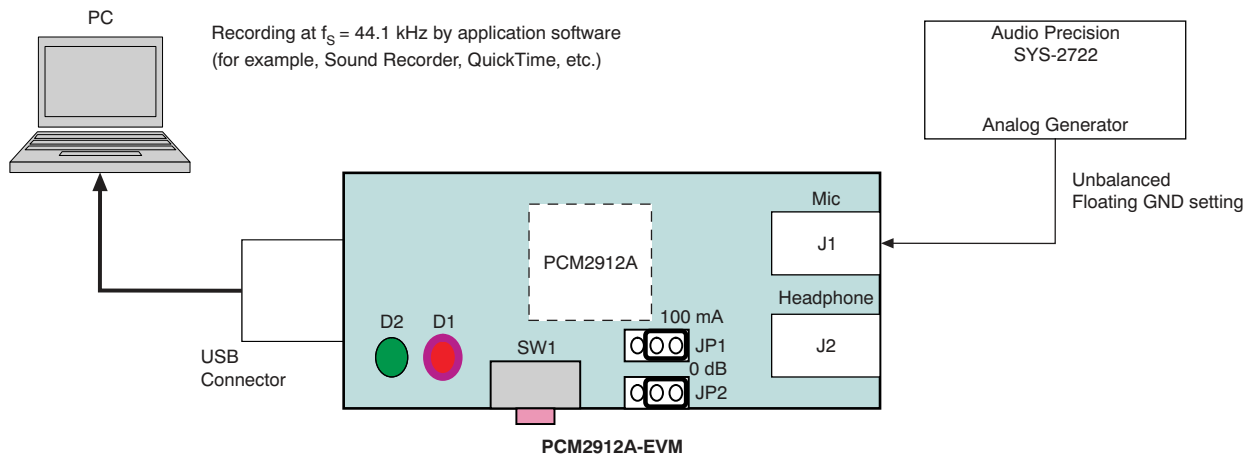 PC
Recording at fS = 44.1 kHz by application software
(for example, Sound Recorder, QuickTime, etc.)
Audio Precision
SYS-2722
Analog Generator
Unbalanced
Floating GND setting
Mic
J1
PCM2912A
Headphone
J2
100 mA
JP1
0 dB
JP2
D2
D1
SW1
USB
Connector
PCM2912A-EVM